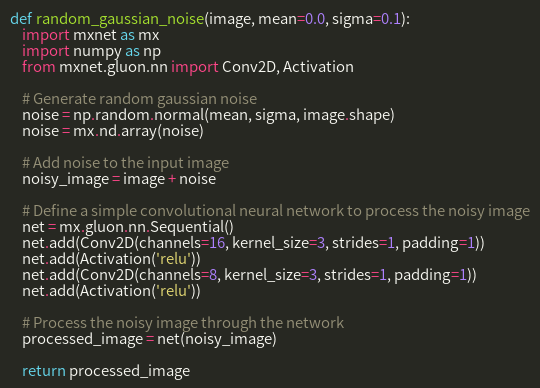 def random_gaussian_noise(image, mean=0.0, sigma=0.1):
    import mxnet as mx
    import numpy as np
    from mxnet.gluon.nn import Conv2D, Activation

    # Generate random gaussian noise
    noise = np.random.normal(mean, sigma, image.shape)
    noise = mx.nd.array(noise)

    # Add noise to the input image
    noisy_image = image + noise

    # Define a simple convolutional neural network to process the noisy image
    net = mx.gluon.nn.Sequential()
    net.add(Conv2D(channels=16, kernel_size=3, strides=1, padding=1))
    net.add(Activation('relu'))
    net.add(Conv2D(channels=8, kernel_size=3, strides=1, padding=1))
    net.add(Activation('relu'))

    # Process the noisy image through the network
    processed_image = net(noisy_image)

    return processed_image